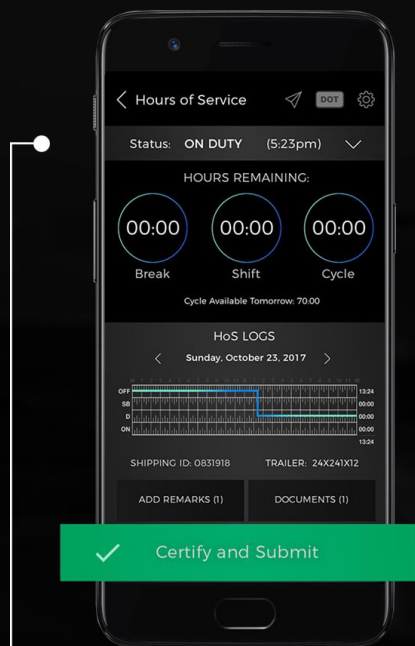 Hours of Service DOT
Status: ON DUTY (5:23pm)
HOURS REMAINING:
00:00 00:00 00:00
Break Shift Cycle
Cycle Available Tomorrow: 70:00
HoS LOGS
Sunday, October 23, 2017
OFF 13:24
SB 00:00
D 00:00
ON 00:00
13:24
SHIPPING ID: 0831918 TRAILER: 24X241X12
ADD REMARKS (1) DOCUMENTS (1)
Certify and Submit